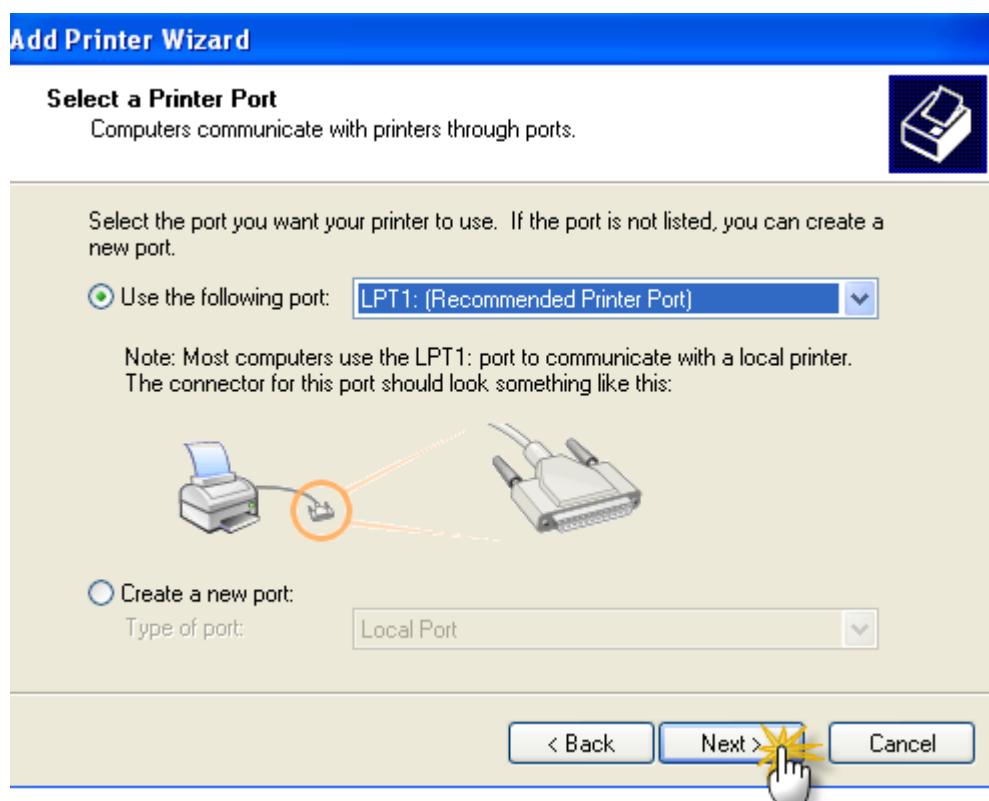 Add Printer Wizard
Select a Printer Port
Computers communicate with printers through ports.
Select the port you want your printer to use.  If the port is not listed, you can create a
new port.
Use the following port: LPT1: (Recommended Printer Port)
Note: Most computers use the LPT1: port to communicate with a local printer.
The connector for this port should look something like this:
Create a new port:
Type of port: Local Port
< Back Next > Cancel